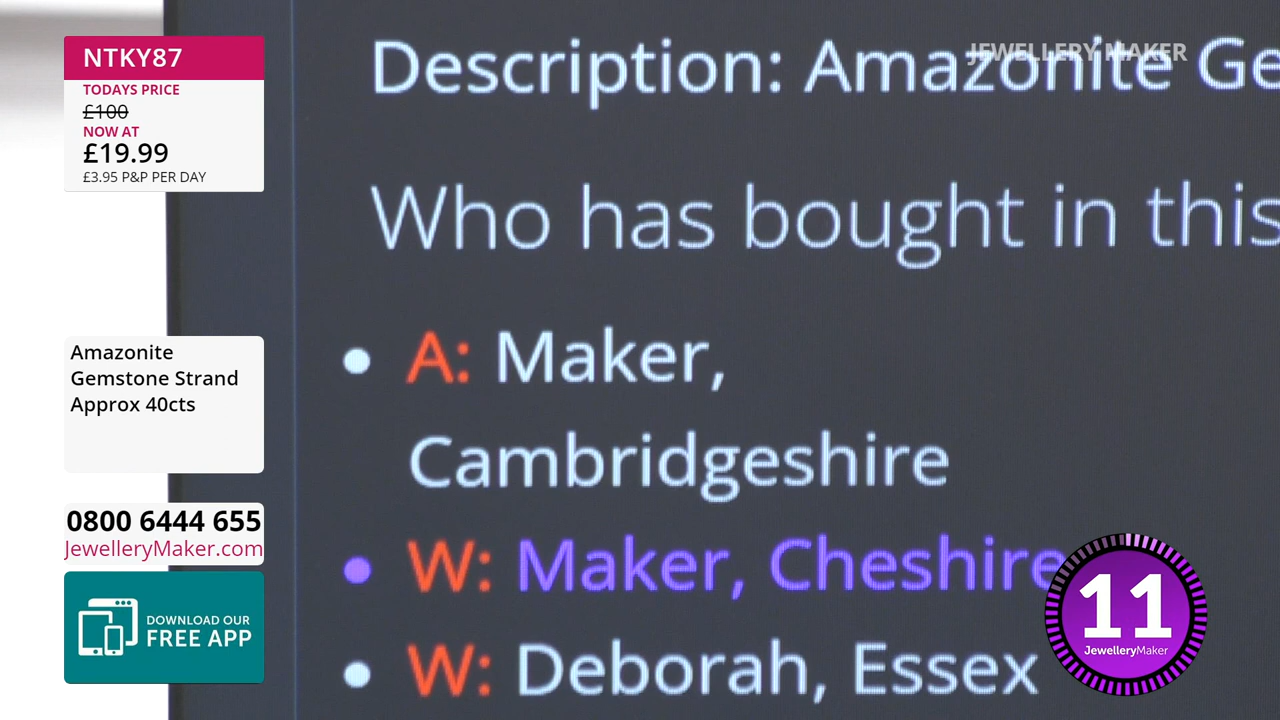 NTKY87
TODAYS PRICE
£100
NOW AT
£19.99
£3.95 P&P PER DAY
Amazonite
Gemstone Strand
Approx 40cts
0800 6444 655
JewelleryMaker.com
DOWNLOAD OUR
FREE APP
JEWELLERY MAKER
Description: Amazonite Ge
Who has bought in this
• A: Maker,
Cambridgeshire
• W: Maker, Cheshire
• W: Deborah, Essex
11
JewelleryMaker